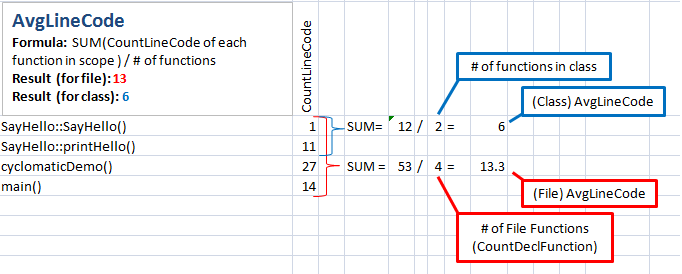 AvgLineCode
Formula: SUM(CountLineCode of each
function in scope ) / # of functions
Result (for file): 13
Result (for class): 6
CountLineCode
# of functions in class
(Class) AvgLineCode
SayHello::SayHello() 1 SUM= 12 / 2 = 6
SayHello::printHello() 11
cyclomaticDemo() 27 SUM = 53 / 4 = 13.3
main() 14
(File) AvgLineCode
# of File Functions
(CountDeclFunction)